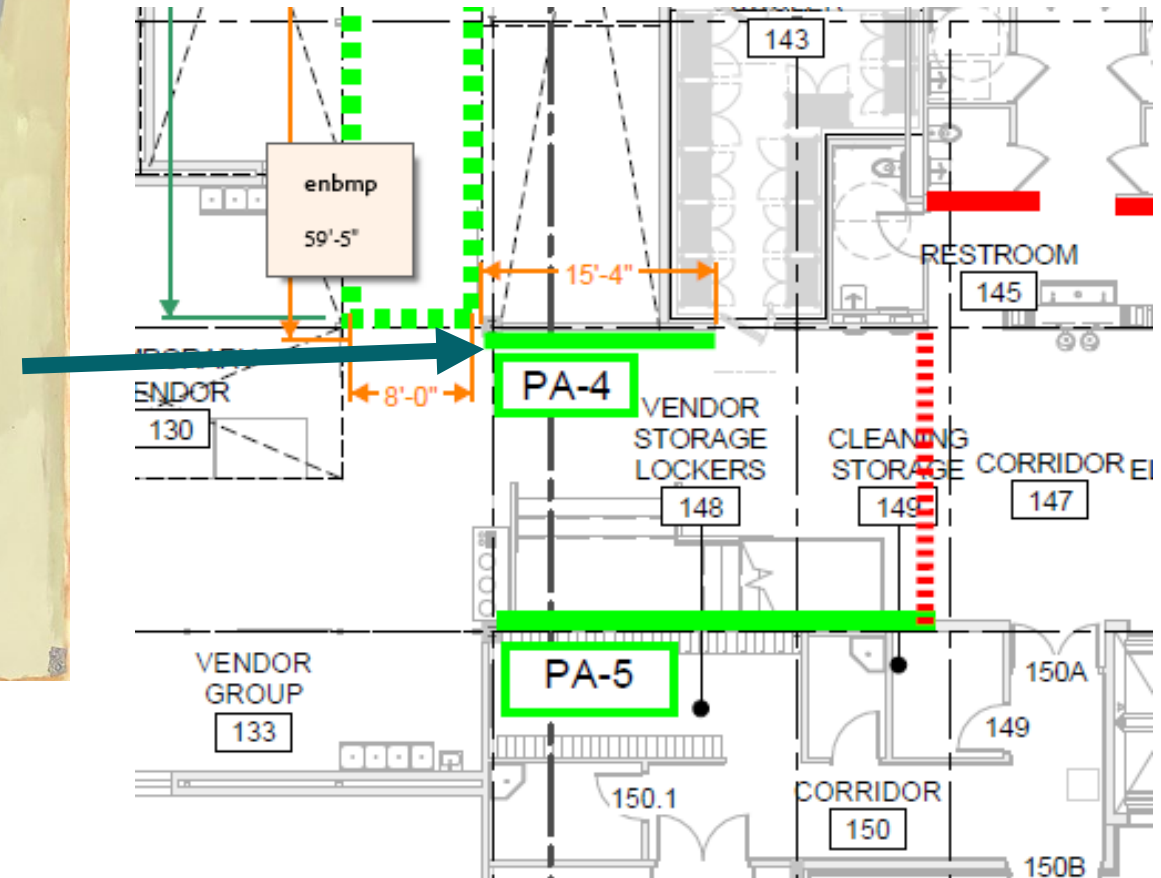 143
enbmp
59'-5"
15'-4"
RESTROOM
145
8'-0"
PA-4
VENDOR
130
VENDOR
STORAGE
LOCKERS
148
CLEANING
STORAGE
149
CORRIDOR
147
PA-5
VENDOR
GROUP
133
150A
149
150.1
CORRIDOR
150
150B